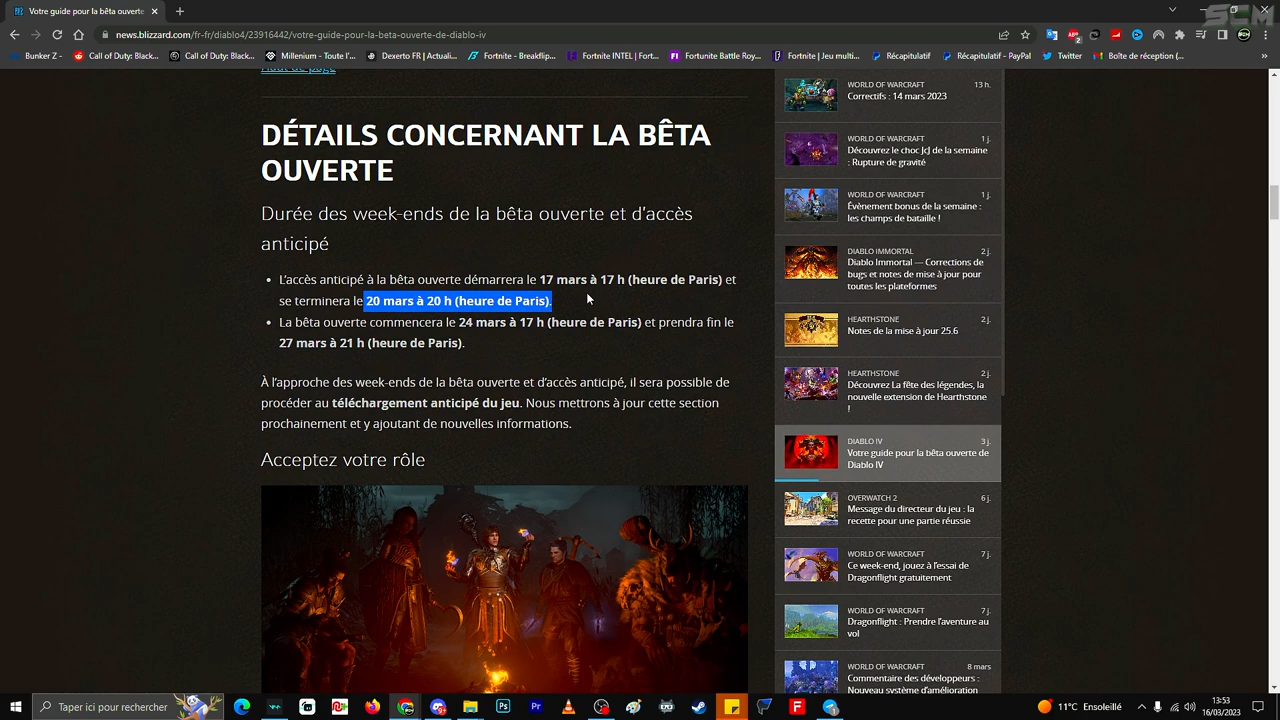 Votre guide pour la bêta ouverte
news.blizzard.com/fr-fr/diablo4/23916442/votre-guide-pour-la-beta-ouverte-de-diablo-iv
Bunker Z -
Call of Duty: Black...
Call of Duty: Black...
Millenium - Toute l'...
Dexerto FR | Actuali...
Fortnite - Breakflip...
Fortnite INTEL | Fort...
Fortunite Battle Roy...
Fortnite | Jeu multi...
Récapitulatif
Récapitulatif - PayPal
Twitter
Boîte de réception (...
»
SCM
Haut de page
DÉTAILS CONCERNANT LA BÊTA
OUVERTE
Durée des week-ends de la bêta ouverte et d'accès
anticipé
• L'accès anticipé à la bêta ouverte démarrera le 17 mars à 17 h (heure de Paris) et
se terminera le 20 mars à 20 h (heure de Paris).
• La bêta ouverte commencera le 24 mars à 17 h (heure de Paris) et prendra fin le
27 mars à 21 h (heure de Paris).
À l'approche des week-ends de la bêta ouverte et d'accès anticipé, il sera possible de
procéder au téléchargement anticipé du jeu. Nous mettrons à jour cette section
prochainement et y ajoutant de nouvelles informations.
Acceptez votre rôle
WORLD OF WARCRAFT 13 h.
Correctifs : 14 mars 2023
WORLD OF WARCRAFT 1 j.
Découvrez le choc JcJ de la semaine
: Rupture de gravité
WORLD OF WARCRAFT 1 j.
Évènement bonus de la semaine :
les champs de bataille !
DIABLO IMMORTAL 2 j.
Diablo Immortal — Corrections de
bugs et notes de mise à jour pour
toutes les plateformes
HEARTHSTONE 2 j.
Notes de la mise à jour 25.6
HEARTHSTONE 2 j.
Découvrez La fête des légendes, la
nouvelle extension de Hearthstone
!
DIABLO IV 3 j.
Votre guide pour la bêta ouverte de
Diablo IV
OVERWATCH 2 6 j.
Message du directeur du jeu : la
recette pour une partie réussie
WORLD OF WARCRAFT 7 j.
Ce week-end, jouez à l'essai de
Dragonflight gratuitement
WORLD OF WARCRAFT 7 j.
Dragonflight : Prendre l'aventure au
vol
WORLD OF WARCRAFT 8 mars
Commentaire des développeurs :
Nouveau système d'amélioration
Taper ici pour rechercher
Ps
Pr
F
11°C Ensoleillé
13:53
16/03/2023